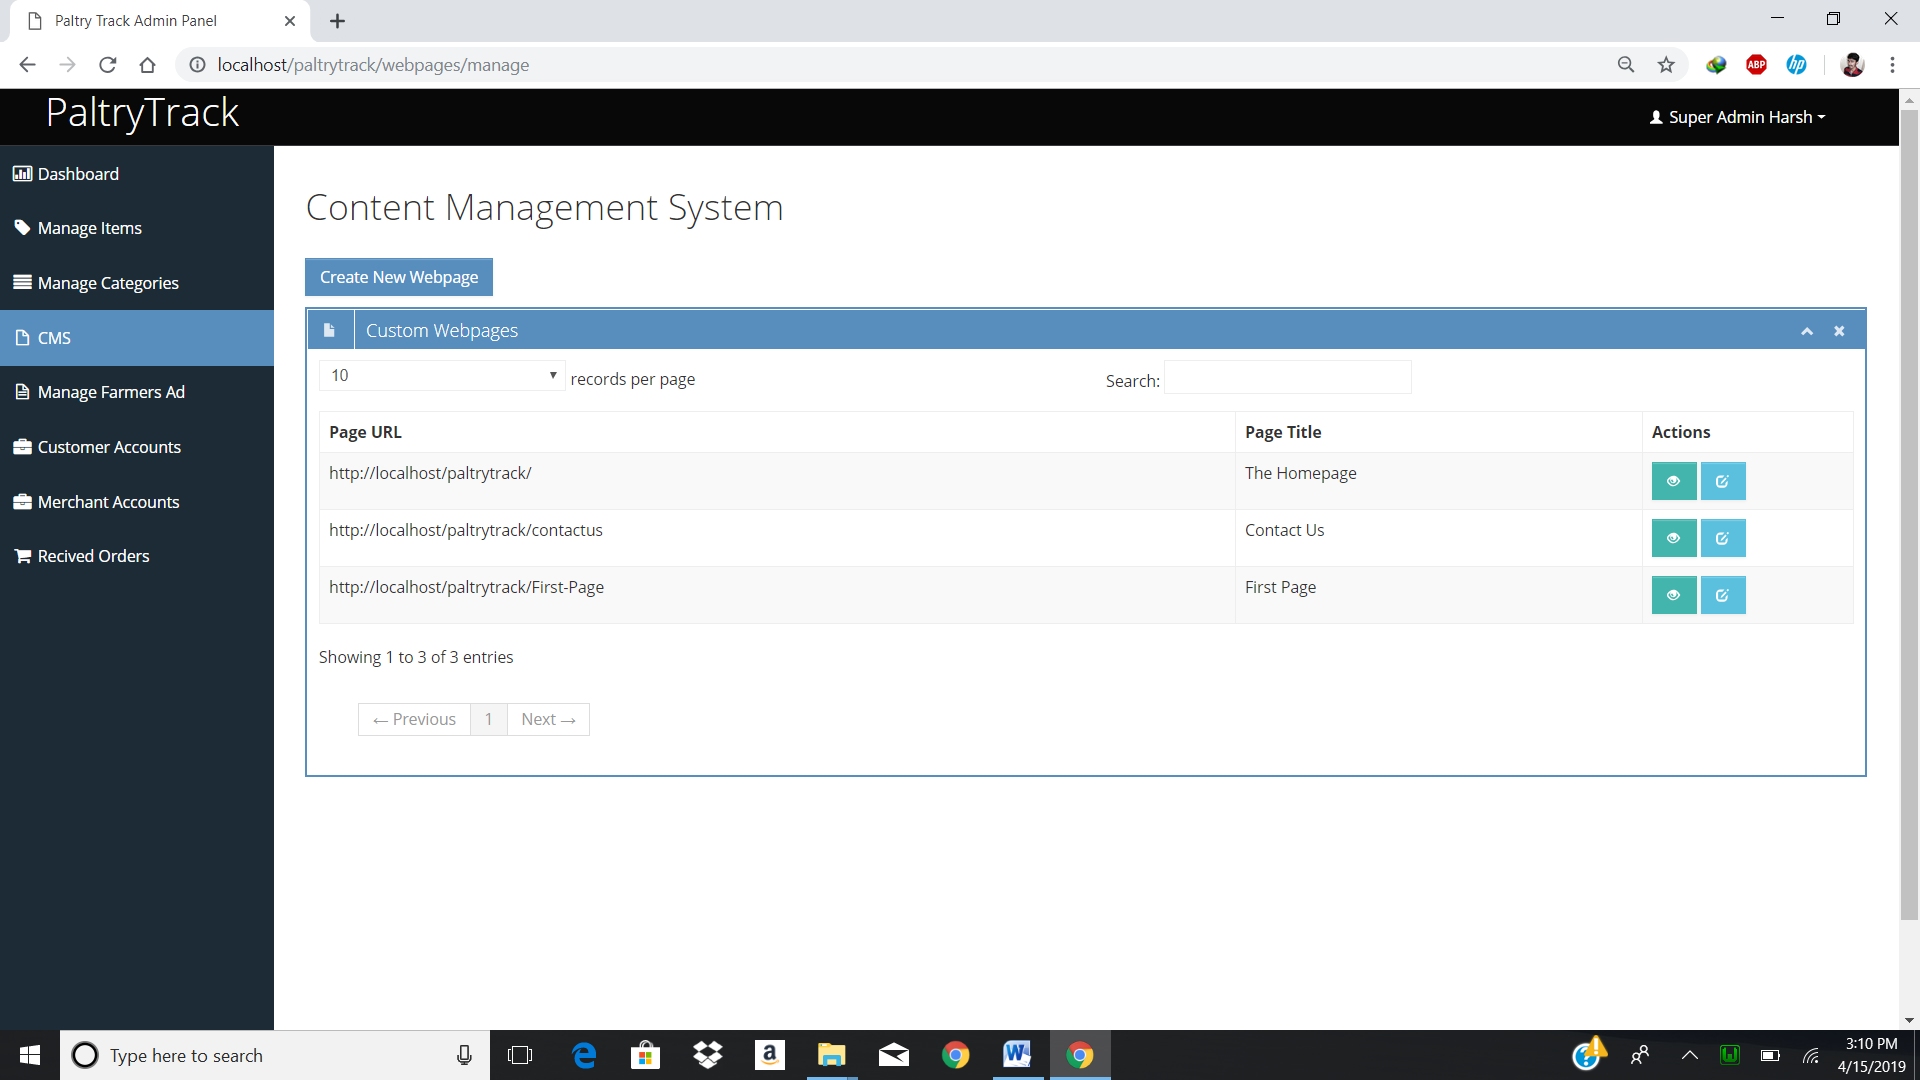 Paltry Track Admin Panel
localhost/paltrytrack/webpages/manage
ABP
hp
PaltryTrack
Super Admin Harsh
Dashboard
Manage Items
Manage Categories
CMS
Manage Farmers Ad
Customer Accounts
Merchant Accounts
Recived Orders
Content Management System
Create New Webpage
Custom Webpages
10 records per page
Search:
Page URL Page Title Actions
http://localhost/paltrytrack/ The Homepage
http://localhost/paltrytrack/contactus Contact Us
http://localhost/paltrytrack/First-Page First Page
Showing 1 to 3 of 3 entries
← Previous 1 Next →
Type here to search
3:10 PM
4/15/2019